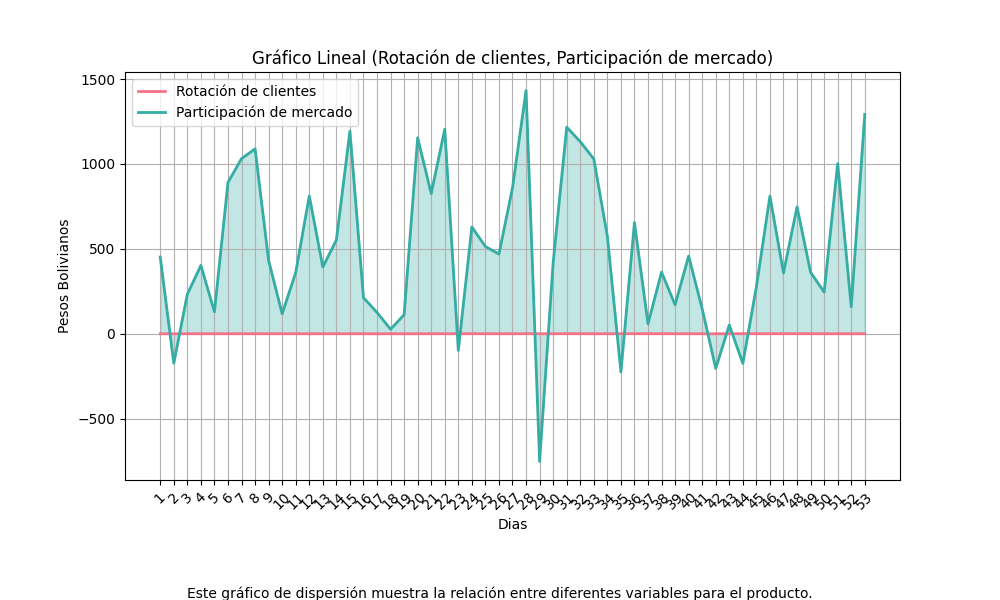 Gráfico Lineal (Rotación de clientes, Participación de mercado)
Rotación de clientes
Participación de mercado
1500
1000
500
0
−500
Pesos Bolivianos
1 2 3 4 5 6 7 8 9 10 11 12 13 14 15 16 17 18 19 20 21 22 23 24 25 26 27 28 29 30 31 32 33 34 35 36 37 38 39 40 41 42 43 44 45 46 47 48 49 50 51 52 53
Dias
Este gráfico de dispersión muestra la relación entre diferentes variables para el producto.